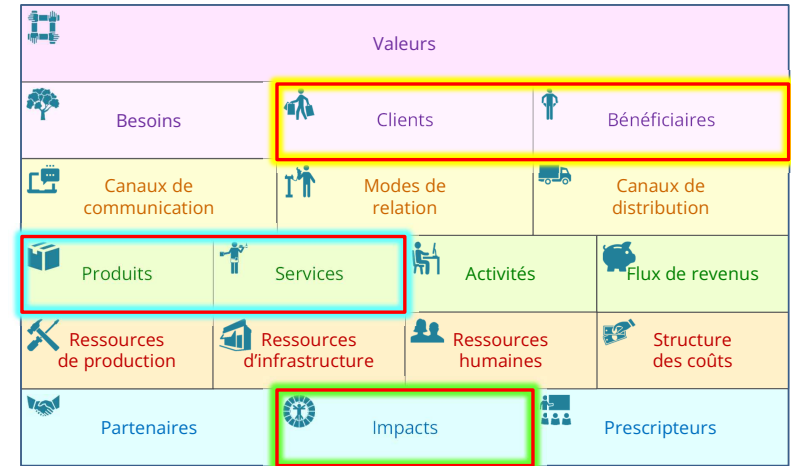 Valeurs
Besoins
Clients
Bénéficiaires
Canaux de
communication
Modes de
relation
Canaux de
distribution
Produits
Services
Activités
Flux de revenus
Ressources
de production
Ressources
d’infrastructure
Ressources
humaines
Structure
des coûts
Partenaires
Impacts
Prescripteurs